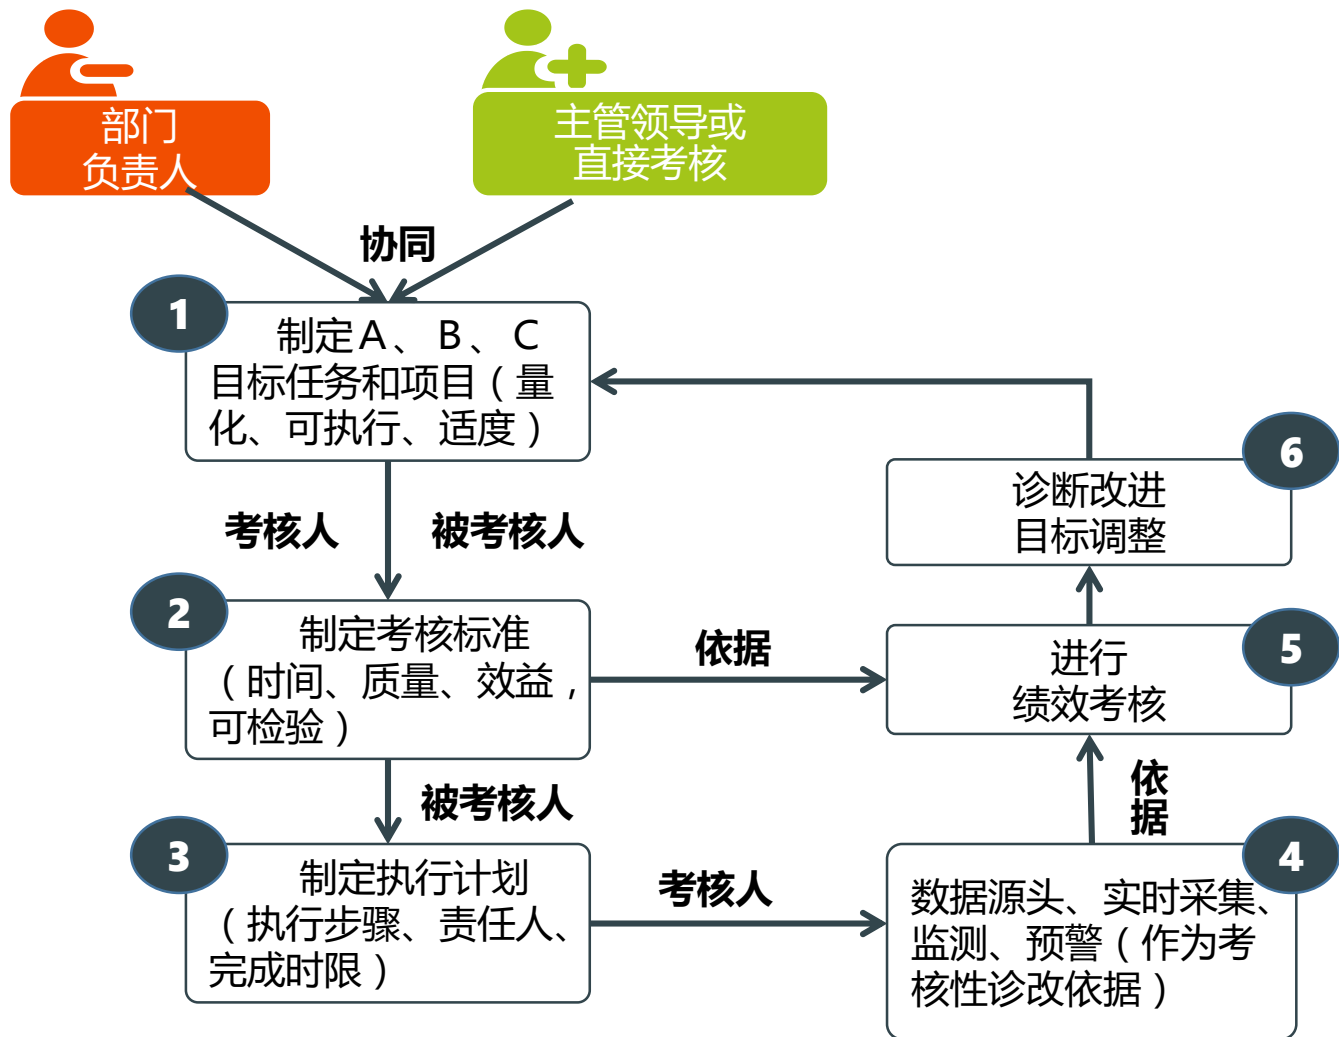 部门
负责人
主管领导或
直接考核
协同
1
制定A、B、C
目标任务和项目（量
化、可执行、适度）
考核人
被考核人
2
制定考核标准
（时间、质量、效益，
可检验）
依据
被考核人
3
制定执行计划
（执行步骤、责任人、
完成时限）
考核人
4
数据源头、实时采集、
监测、预警（作为考
核性诊改依据）
依
据
5
进行
绩效考核
6
诊断改进
目标调整